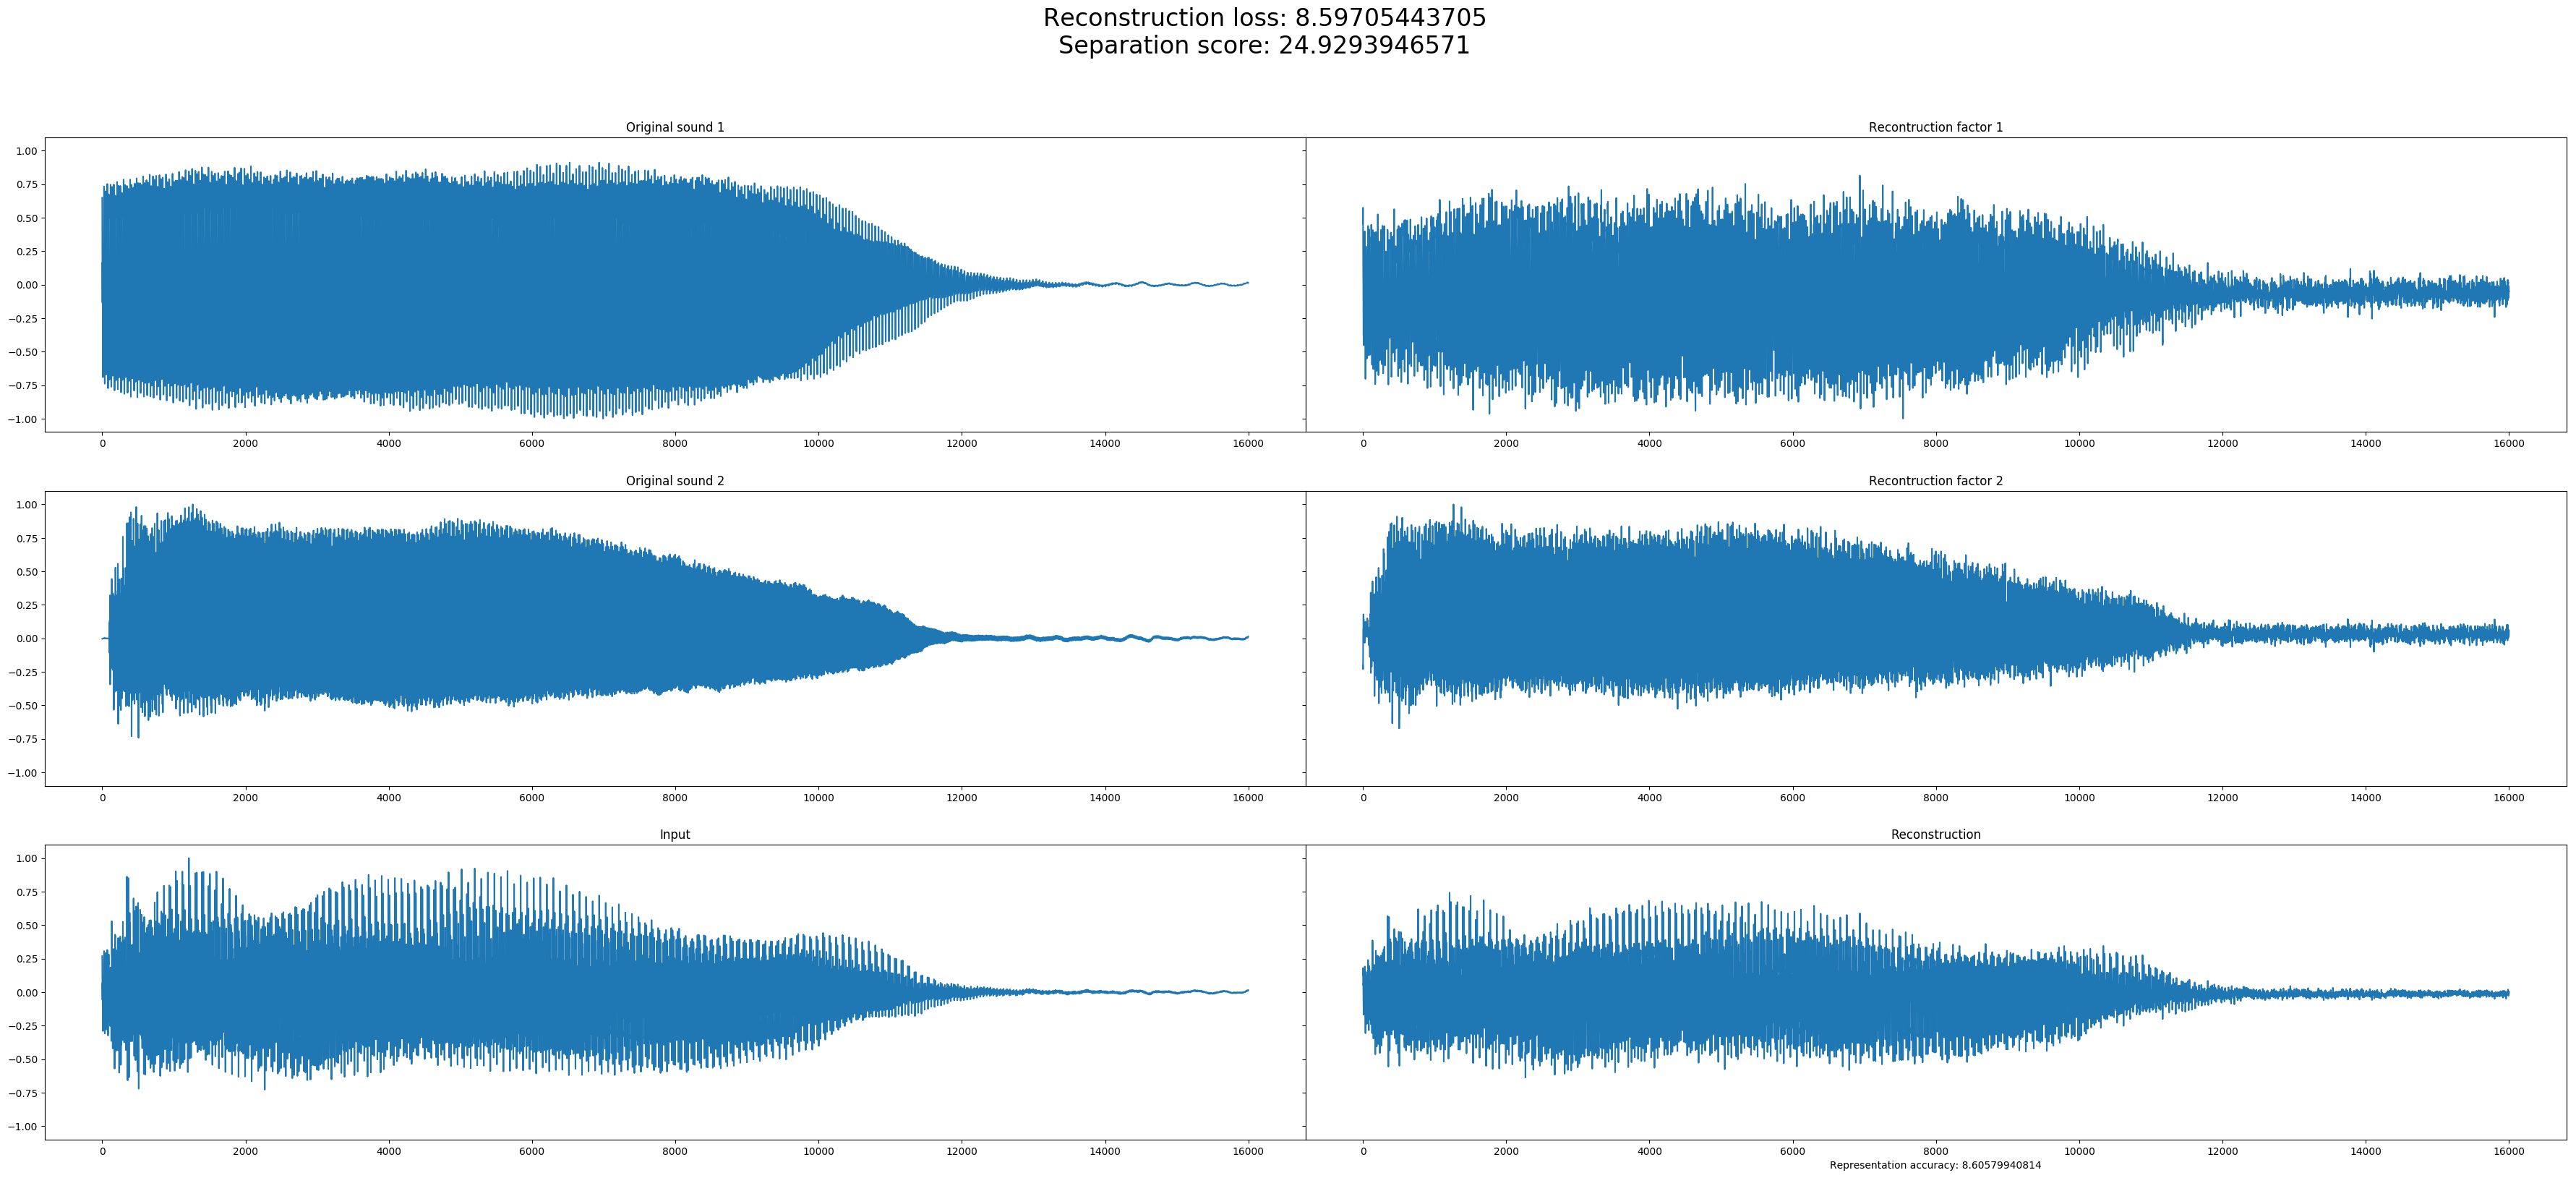 Reconstruction loss: 8.59705443705
Separation score: 24.9293946571
Original sound 1
Recontruction factor 1
1.00
0.75
0.50
0.25
0.00
−0.25
−0.50
−0.75
−1.00
0 2000 4000 6000 8000 10000 12000 14000 16000
0 2000 4000 6000 8000 10000 12000 14000 16000
Original sound 2
Recontruction factor 2
1.00
0.75
0.50
0.25
0.00
−0.25
−0.50
−0.75
−1.00
0 2000 4000 6000 8000 10000 12000 14000 16000
0 2000 4000 6000 8000 10000 12000 14000 16000
Input
Reconstruction
1.00
0.75
0.50
0.25
0.00
−0.25
−0.50
−0.75
−1.00
0 2000 4000 6000 8000 10000 12000 14000 16000
0 2000 4000 6000 8000 10000 12000 14000 16000
Representation accuracy: 8.60579940814